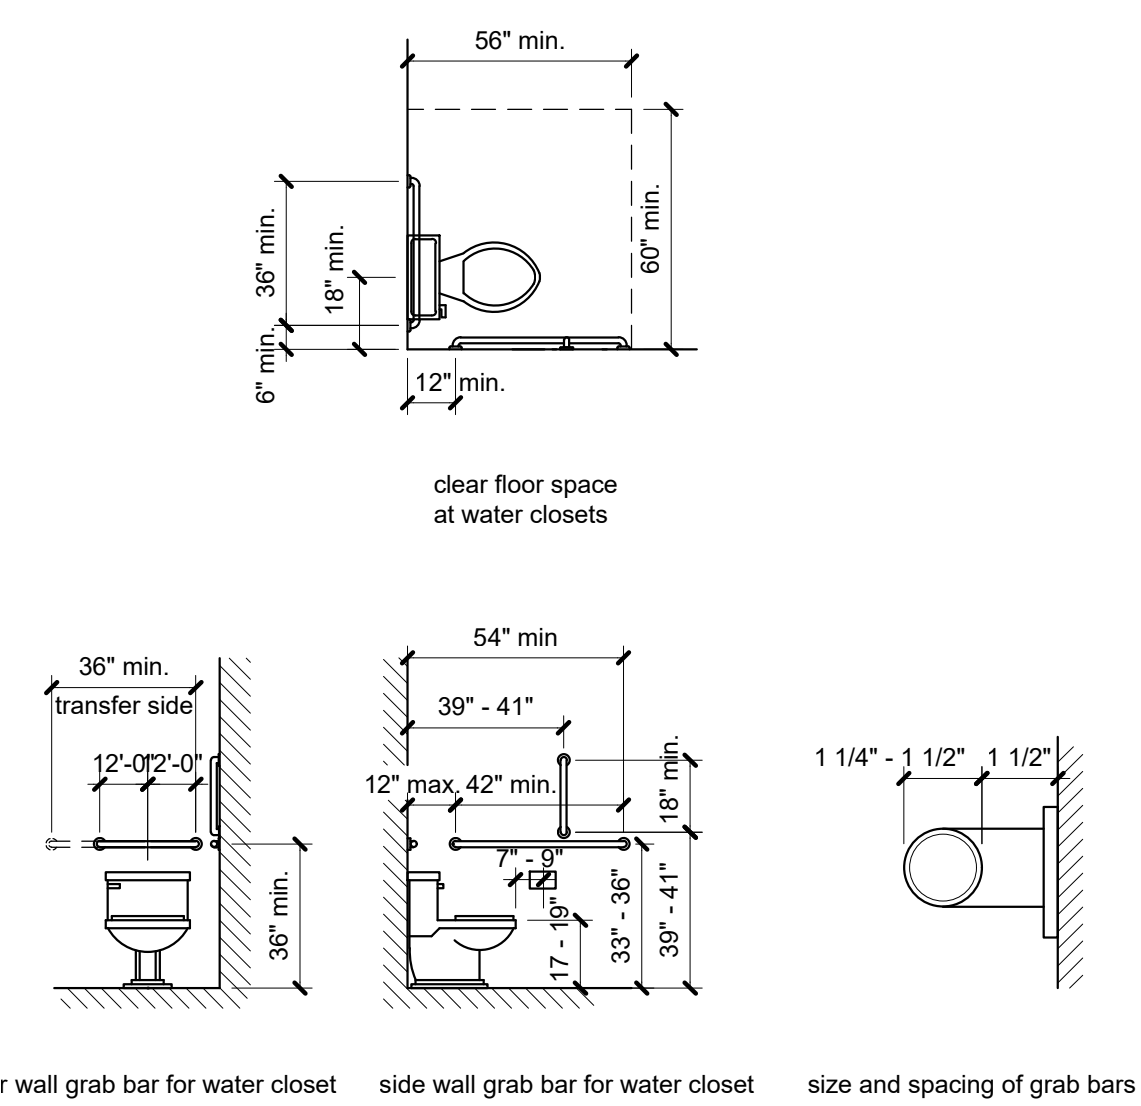 56" min.
60" min.
36" min.
18" min.
6" min.
12" min.
clear floor space
at water closets
36" min.
transfer side
12'-0"
12'-0"
36" min.
54" min
39" - 41"
12" max.
42" min.
18" min.
7" - 9"
17 - 19"
33" - 36"
39" - 41"
1 1/4" - 1 1/2"
1 1/2"
r wall grab bar for water closet
side wall grab bar for water closet
size and spacing of grab bars